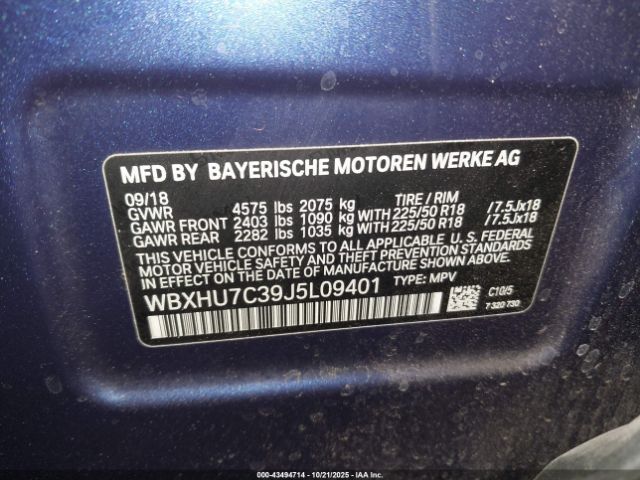 MFD BY BAYERISCHE MOTOREN WERKE AG
09/18 TIRE / RIM
GVWR 4575 lbs 2075 kg
GAWR FRONT 2403 lbs 1090 kg WITH 225/50 R18 /7.5Jx18
GAWR REAR 2282 lbs 1035 kg WITH 225/50 R18 /7.5Jx18
THIS VEHICLE CONFORMS TO ALL APPLICABLE U. S. FEDERAL
MOTOR VEHICLE SAFETY AND THEFT PREVENTION STANDARDS
IN EFFECT ON THE DATE OF MANUFACTURE SHOWN ABOVE.
WBXHU7C39J5L09401 TYPE: MPV
C10/5
7 320 730
000-43494714 - 10/21/2025 - IAA Inc.